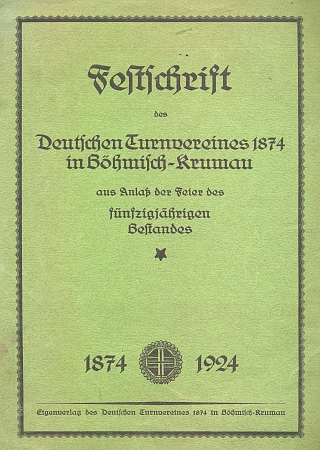 Festschrift
des
Deutschen Turnvereines 1874
in Böhmisch-Krumau
aus Anlaß der Feier des
fünfzigjährigen
Bestandes
1874 1924
Eigenverlag des Deutschen Turnvereines 1874 in Böhmisch-Krumau